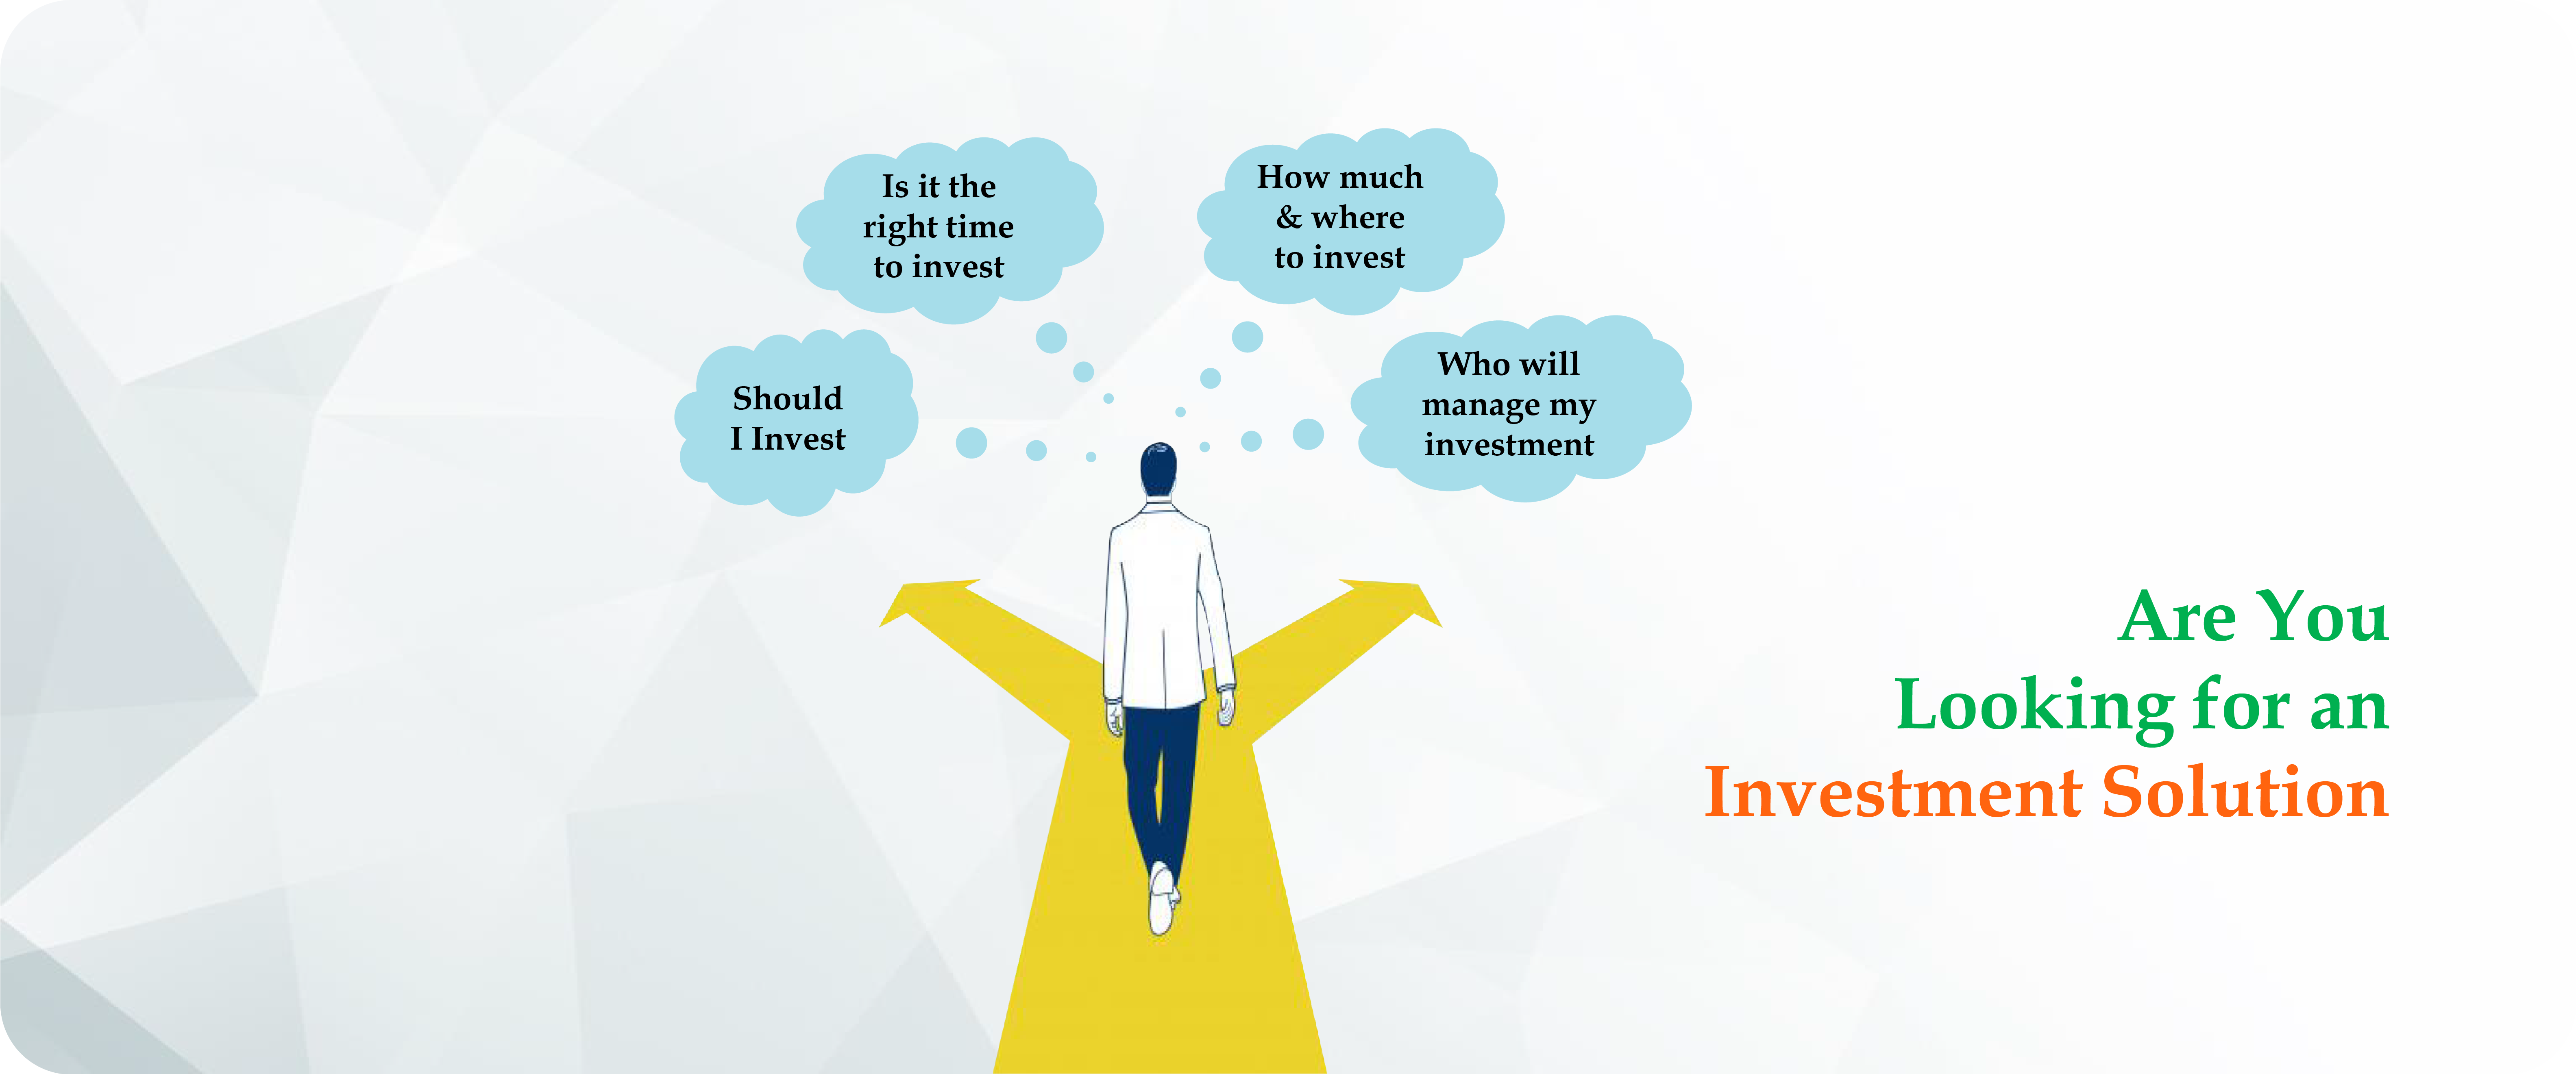 Is it the
right time
to invest
How much
& where
to invest
Should
I Invest
Who will
manage my
investment
Are You
Looking for an
Investment Solution